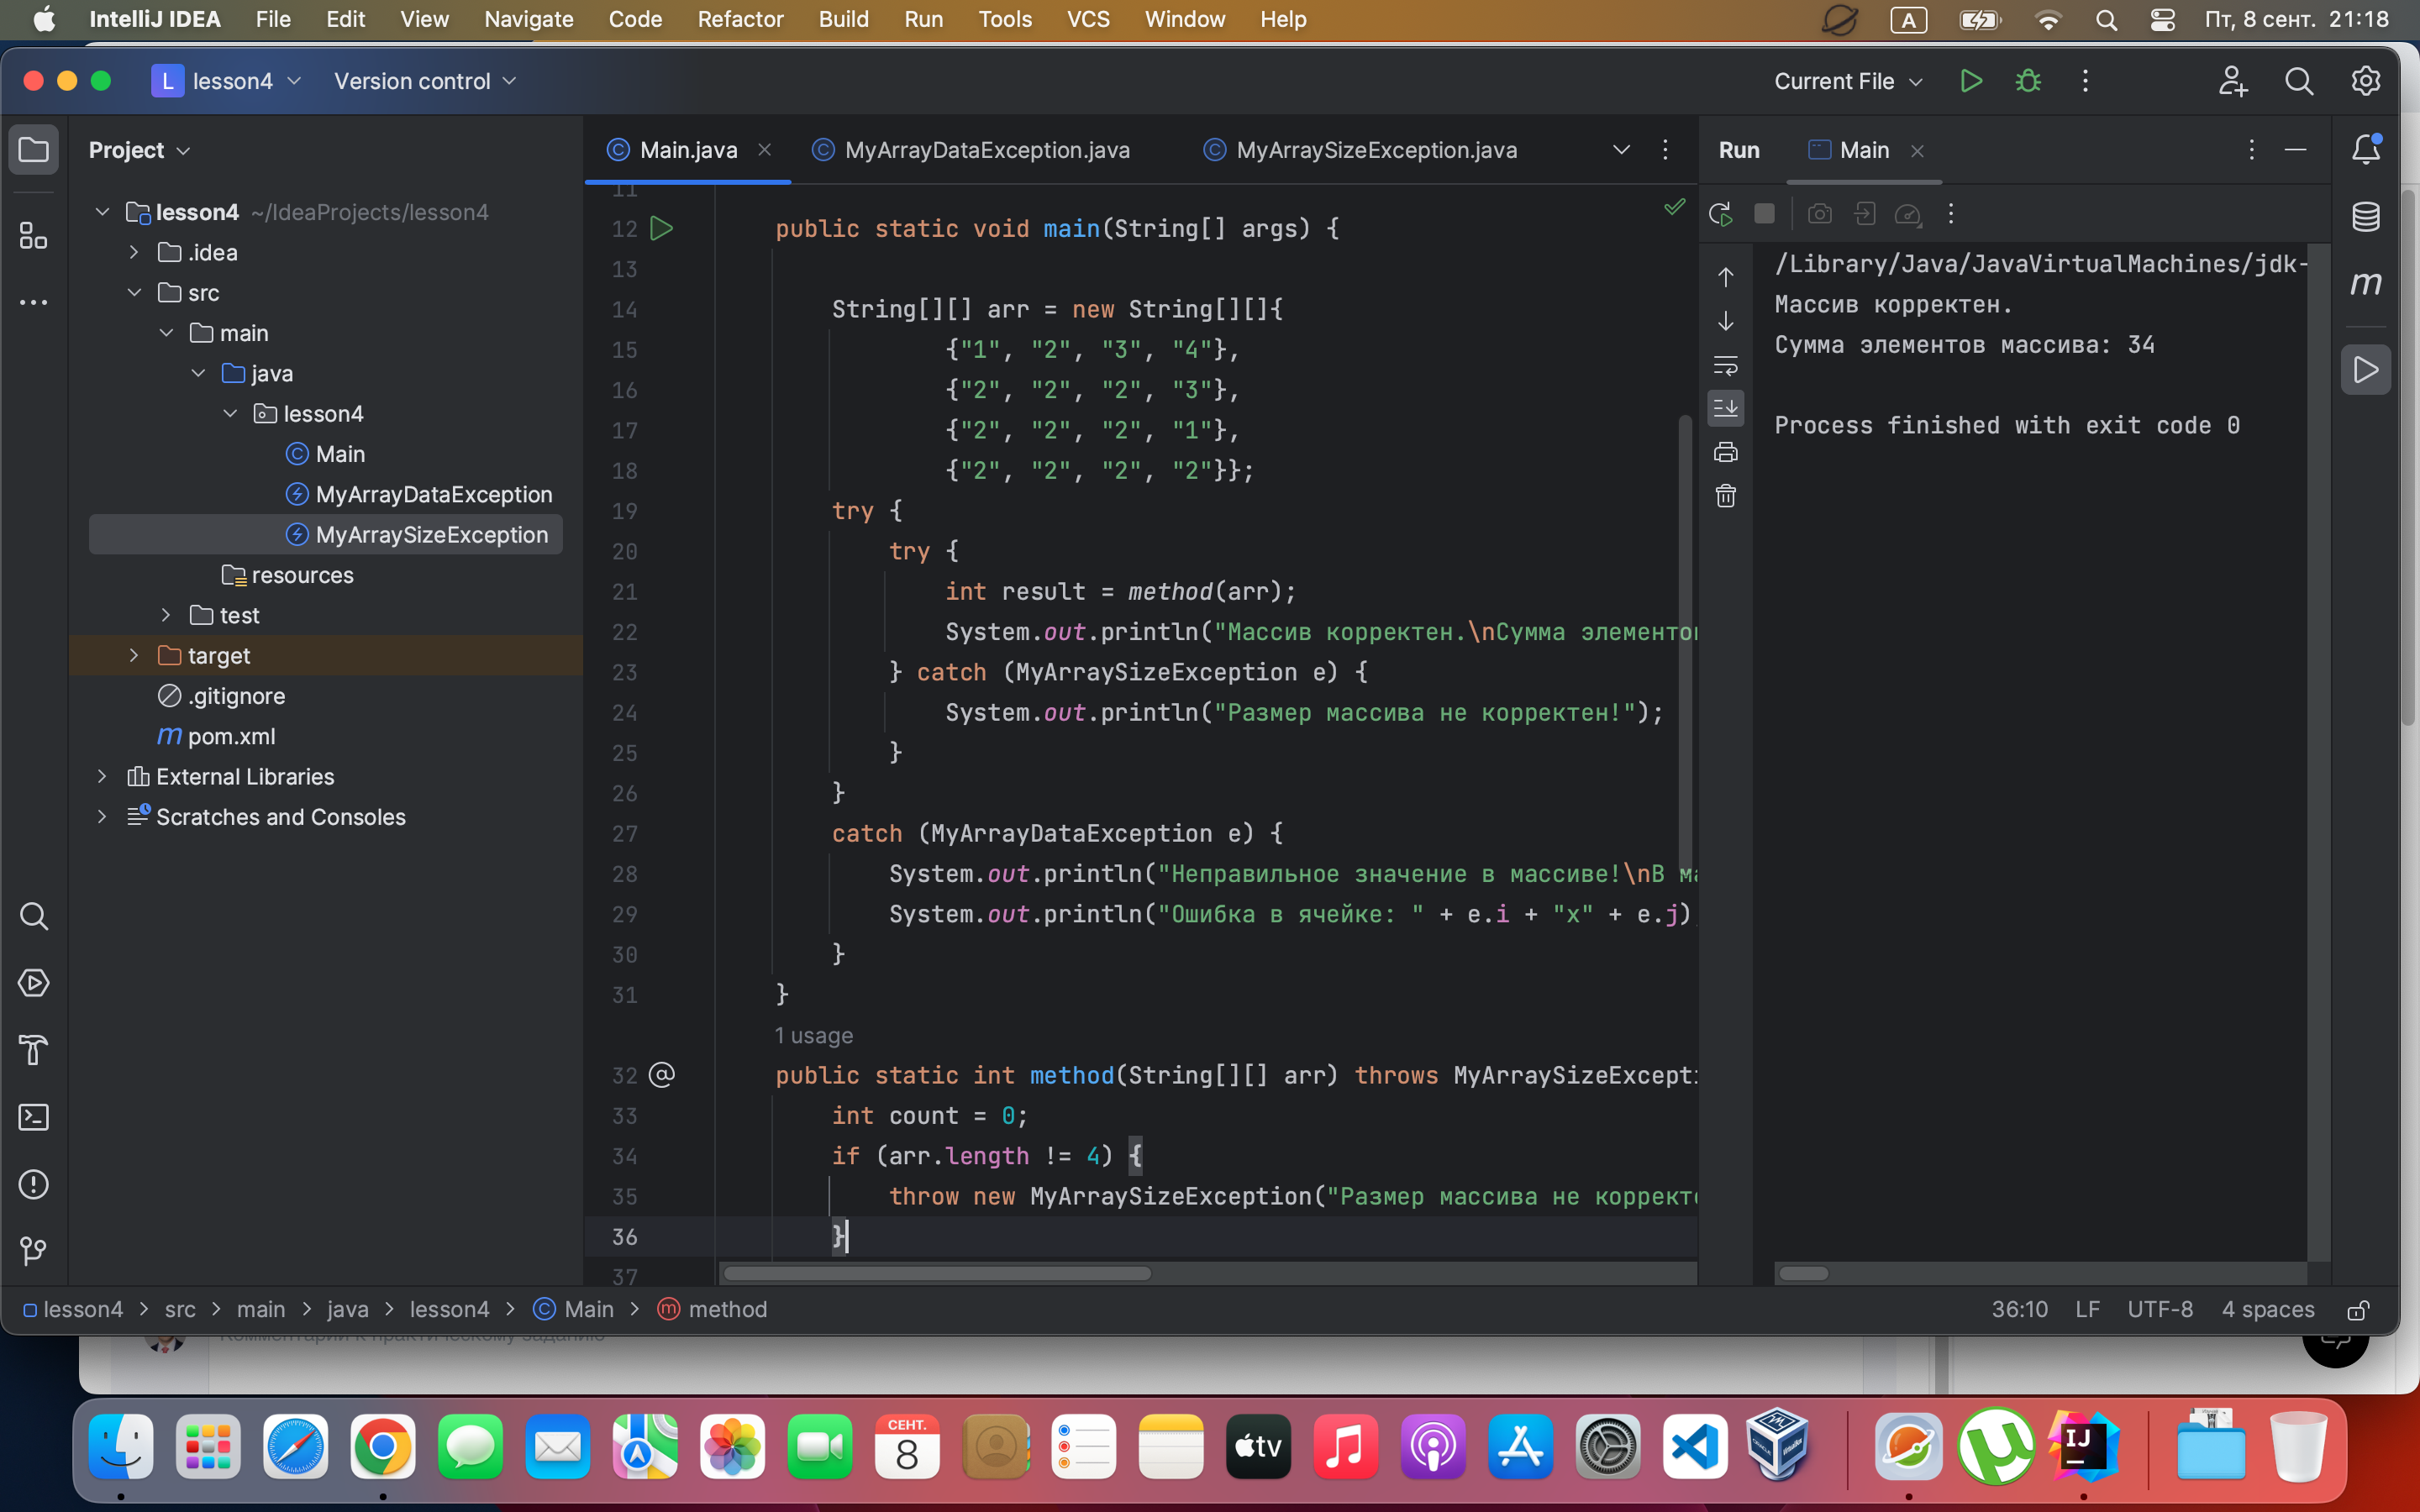 IntelliJ IDEA File Edit View Navigate Code Refactor Build Run Tools VCS Window Help A Пт, 8 сент. 21:18
L lesson4 Version control Current File
Project
lesson4 ~/IdeaProjects/lesson4
.idea
src
main
java
lesson4
Main
MyArrayDataException
MyArraySizeException
resources
test
target
.gitignore
m pom.xml
External Libraries
Scratches and Consoles
Main.java MyArrayDataException.java MyArraySizeException.java
11
12 public static void main(String[] args) {
13
14 String[][] arr = new String[][]{
15 {"1", "2", "3", "4"},
16 {"2", "2", "2", "3"},
17 {"2", "2", "2", "1"},
18 {"2", "2", "2", "2"}};
19 try {
20 try {
21 int result = method(arr);
22 System.out.println("Массив корректен.\nСумма элементо
23 } catch (MyArraySizeException e) {
24 System.out.println("Размер массива не корректен!");
25 }
26 }
27 catch (MyArrayDataException e) {
28 System.out.println("Неправильное значение в массиве!\nВ м
29 System.out.println("Ошибка в ячейке: " + e.i + "x" + e.j)
30 }
31 }
1 usage
32 @ public static int method(String[][] arr) throws MyArraySizeExcept
33 int count = 0;
34 if (arr.length != 4) {
35 throw new MyArraySizeException("Размер массива не коррект
36 }
37
Run Main
/Library/Java/JavaVirtualMachines/jdk-
Массив корректен.
Сумма элементов массива: 34
Process finished with exit code 0
m
lesson4 > src > main > java > lesson4 > Main > method
36:10 LF UTF-8 4 spaces
Комментарий к практическому заданию
СЕНТ.
8
tv
IJ